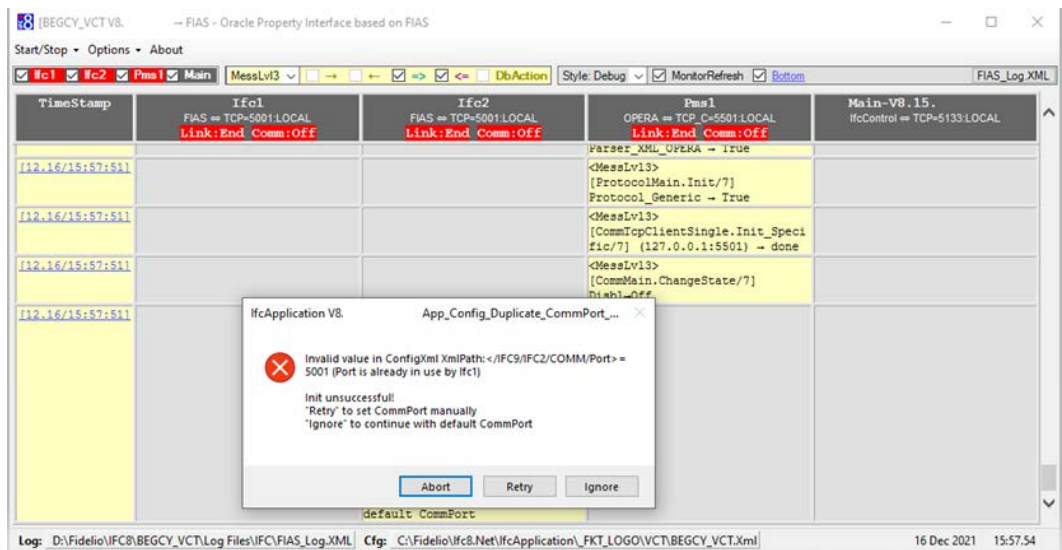 [BEGCY_VCT V8. → FIAS - Oracle Property Interface based on FIAS
Start/Stop Options About
Ifc1 Ifc2 Pms1 Main MessLvl3 → ← => <= DbAction Style: Debug MonitorRefresh Bottom FIAS_Log.XML
TimeStamp Ifc1 Ifc2 Pms1 Main-V8.15.
FIAS ⇔ TCP=5001:LOCAL FIAS ⇔ TCP=5001:LOCAL OPERA ⇔ TCP_C=5501:LOCAL IfcControl ⇔ TCP=5133:LOCAL
Link:End Comm:Off Link:End Comm:Off Link:End Comm:Off
Parser_XML_OPERA → True
[12.16/15:57:51] <MessLvl3>
[ProtocolMain.Init/7]
Protocol_Generic → True
[12.16/15:57:51] <MessLvl3>
[CommTcpClientSingle.Init_Speci
fic/7] (127.0.0.1:5501) → done
[12.16/15:57:51] <MessLvl3>
[CommMain.ChangeState/7]
Disbl→Off
[12.16/15:57:51]
IfcApplication V8. App_Config_Duplicate_CommPort_...
Invalid value in ConfigXml XmlPath:</IFC9/IFC2/COMM/Port> =
5001 (Port is already in use by Ifc1)
Init unsuccessful!
"Retry" to set CommPort manually
"Ignore" to continue with default CommPort
Abort Retry Ignore
default CommPort
Log: D:\Fidelio\IFC8\BEGCY_VCT\Log Files\IFC\FIAS_Log.XML Cfg: C:\Fidelio\Ifc8.Net\IfcApplication\_FKT_LOGO\VCT\BEGCY_VCT.Xml 16 Dec 2021 15:57.54